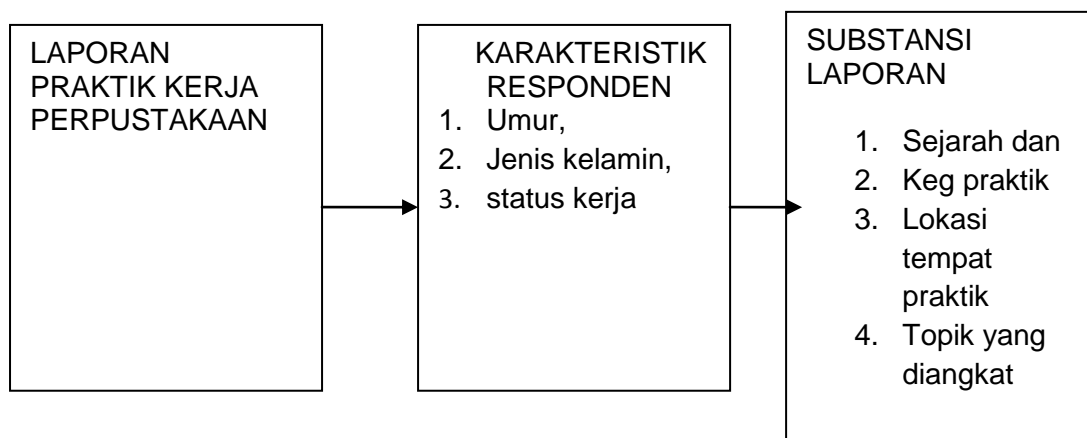 LAPORAN
PRAKTIK KERJA
PERPUSTAKAAN
KARAKTERISTIK
RESPONDEN
1. Umur,
2. Jenis kelamin,
3. status kerja
SUBSTANSI
LAPORAN
1. Sejarah dan
2. Keg praktik
3. Lokasi
tempat
praktik
4. Topik yang
diangkat